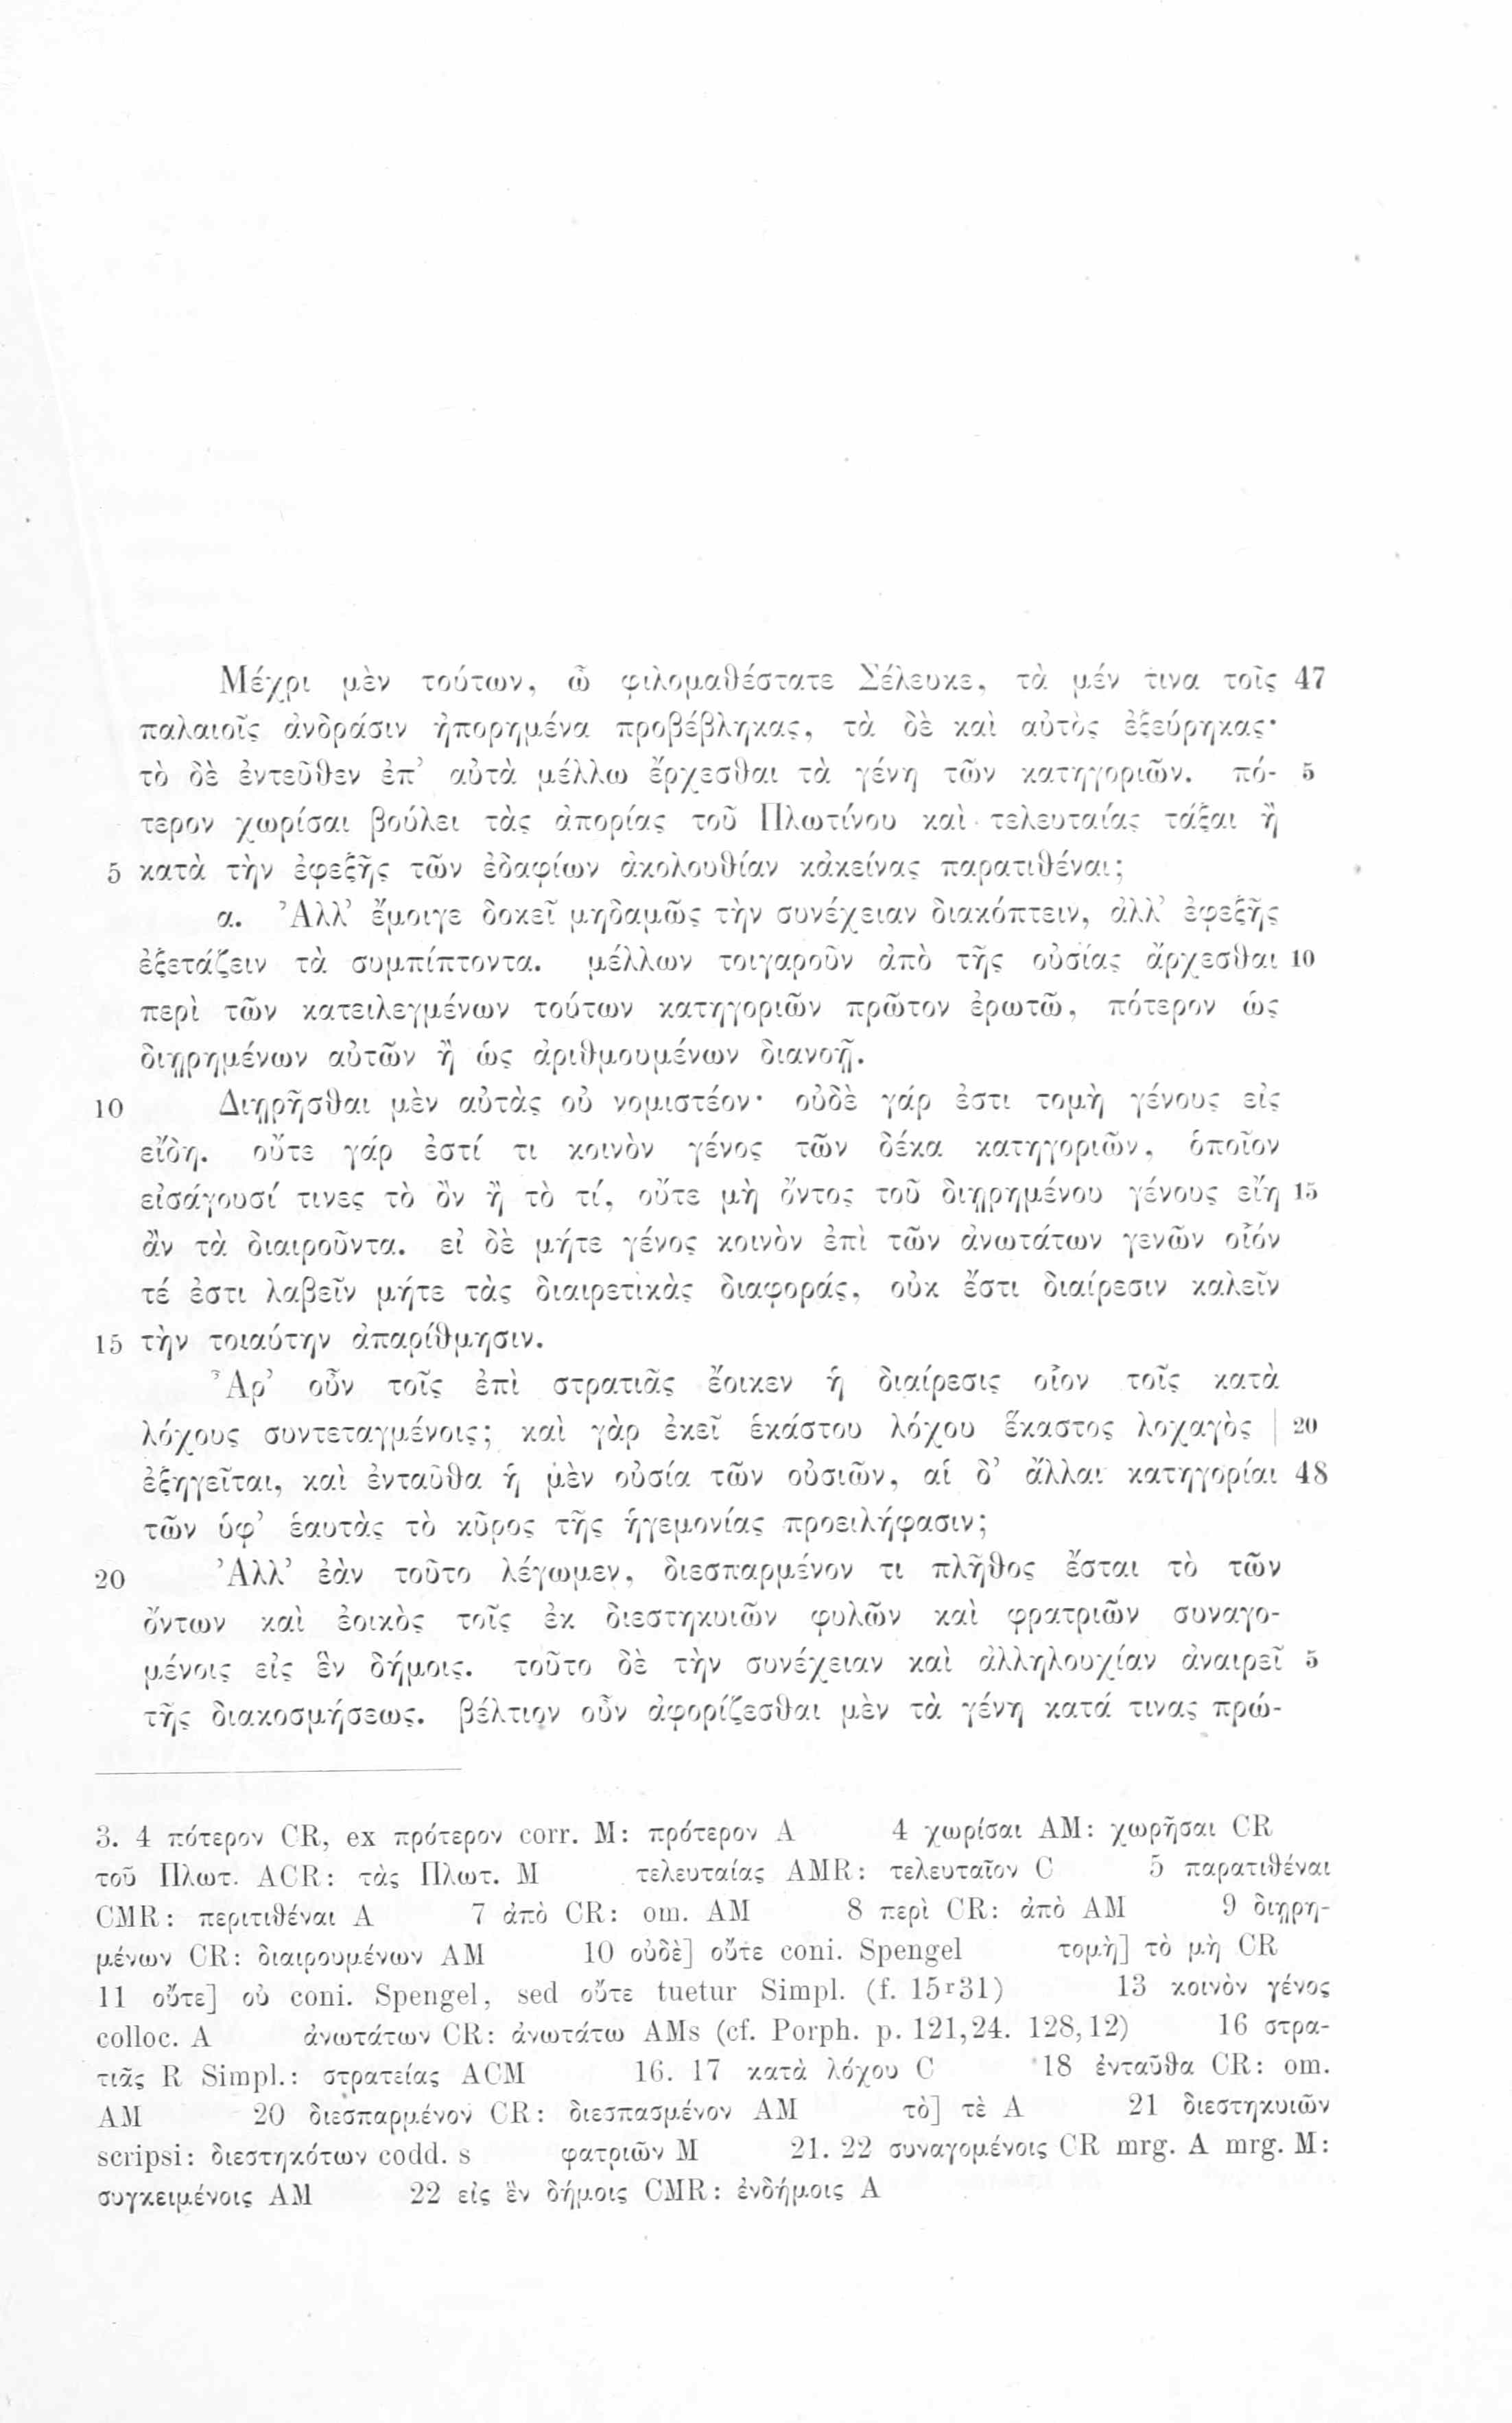 Μέχρι μὲν τούτων, ὦ φιλομαθέστατε Σέλευκε, τὰ μέν τινα τοῖς 47
παλαιοῖς ἀνδράσιν ἠπορημένα προβέβληκας, τὰ δὲ καὶ αὐτὸς ἐξεύρηκας·
τὸ δὲ ἐντεῦθεν ἐπ’ αὐτὰ μέλλω ἔρχεσθαι τὰ γένη τῶν κατηγοριῶν. πό- 5
τερον χωρίσαι βούλει τὰς ἀπορίας τοῦ Πλωτίνου καὶ τελευταίας τάξαι ἢ
5 κατὰ τὴν ἐφεξῆς τῶν ἐδαφίων ἀκολουθίαν κἀκείνας παρατιθέναι;
α. Ἀλλ’ ἔμοιγε δοκεῖ μηδαμῶς τὴν συνέχειαν διακόπτειν, ἀλλ’ ἐφεξῆς
ἐξετάζειν τὰ συμπίπτοντα. μέλλων τοιγαροῦν ἀπὸ τῆς οὐσίας ἄρχεσθαι 10
περὶ τῶν κατειλεγμένων τούτων κατηγοριῶν πρῶτον ἐρωτῶ, πότερον ὡς
διῃρημένων αὐτῶν ἢ ὡς ἀριθμουμένων διανοῇ.
10 Διῃρῆσθαι μὲν αὐτὰς οὐ νομιστέον· οὐδὲ γάρ ἐστι τομὴ γένους εἰς
εἴδη. οὔτε γάρ ἐστί τι κοινὸν γένος τῶν δέκα κατηγοριῶν, ὁποῖον
εἰσάγουσί τινες τὸ ὂν ἢ τὸ τί, οὔτε μὴ ὄντος τοῦ διῃρημένου γένους εἴη 15
ἂν τὰ διαιροῦντα. εἰ δὲ μήτε γένος κοινὸν ἐπὶ τῶν ἀνωτάτων γενῶν οἷόν
τέ ἐστι λαβεῖν μήτε τὰς διαιρετικὰς διαφοράς, οὐκ ἔστι διαίρεσιν καλεῖν
15 τὴν τοιαύτην ἀπαρίθμησιν.
Ἆρ’ οὖν τοῖς ἐπὶ στρατιᾶς ἔοικεν ἡ διαίρεσις οἷον τοῖς κατὰ
λόχους συντεταγμένοις; καὶ γὰρ ἐκεῖ ἑκάστου λόχου ἕκαστος λοχαγὸς | 20
ἐξηγεῖται, καὶ ἐνταῦθα ἡ μὲν οὐσία τῶν οὐσιῶν, αἱ δ’ ἄλλαι κατηγορίαι 48
τῶν ὑφ’ ἑαυτὰς τὸ κῦρος τῆς ἡγεμονίας προειλήφασιν;
20 Ἀλλ’ ἐὰν τοῦτο λέγωμεν, διεσπαρμένον τι πλῆθος ἔσται τὸ τῶν
ὄντων καὶ ἐοικὸς τοῖς ἐκ διεστηκυιῶν φυλῶν καὶ φρατριῶν συναγο-
μένοις εἰς ἓν δήμοις. τοῦτο δὲ τὴν συνέχειαν καὶ ἀλληλουχίαν ἀναιρεῖ 5
τῆς διακοσμήσεως. βέλτιον οὖν ἀφορίζεσθαι μὲν τὰ γένη κατά τινας πρώ-
3. 4 πότερον CR, ex πρότερον corr. M: πρότερον A 4 χωρίσαι AM: χωρῆσαι CR
τοῦ Πλωτ. ACR: τὰς Πλωτ. M τελευταίας AMR: τελευταῖον C 5 παρατιθέναι
CMR: περιτιθέναι A 7 ἀπὸ CR: om. AM 8 περὶ CR: ἀπὸ AM 9 διῃρη-
μένων CR: διαιρουμένων AM 10 οὐδὲ] οὔτε coni. Spengel τομὴ] τὸ μὴ CR
11 οὔτε] οὐ coni. Spengel, sed οὔτε tuetur Simpl. (f. 15r31) 13 κοινὸν γένος
colloc. A ἀνωτάτων CR: ἀνωτάτω AMs (cf. Porph. p. 121,24. 128,12) 16 στρα-
τιᾶς R Simpl.: στρατείας ACM 16. 17 κατὰ λόχου C 18 ἐνταῦθα CR: om.
AM 20 διεσπαρμένον CR: διεσπασμένον AM τὸ] τὲ A 21 διεστηκυιῶν
scripsi: διεστηκότων codd. s φατριῶν M 21. 22 συναγομένοις CR mrg. A mrg. M:
συγκειμένοις AM 22 εἰς ἓν δήμοις CMR: ἐνδήμοις A